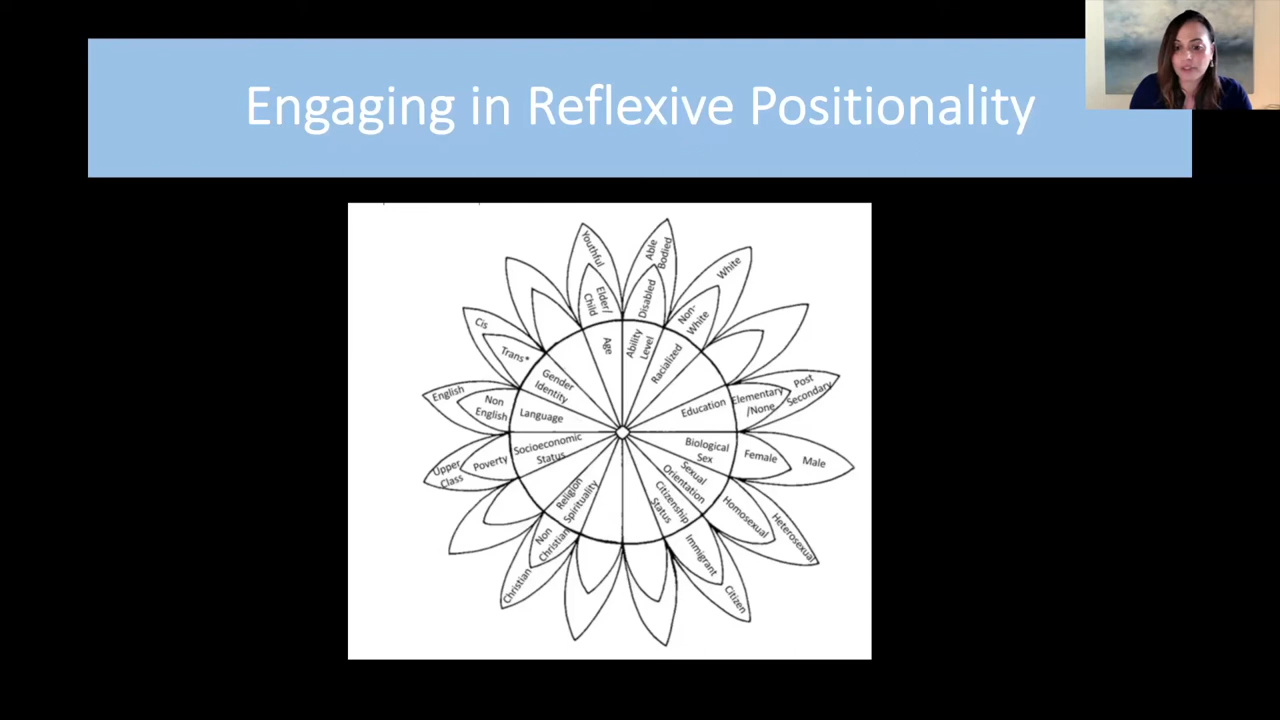 Engaging in Reflexive Positionality
Youthful
Elder/
Child
Age
Able
Bodied
Disabled
Ability
Level
White
Non-
White
Racialized
Post
Secondary
Elementary
/None
Education
Male
Female
Biological
Sex
Heterosexual
Homosexual
Sexual
Orientation
Citizen
Immigrant
Citizenship
Status
Christian
Non
Christian
Religion
Spirituality
Upper
Class
Poverty
Socioeconomic
Status
English
Non
English
Language
Cis
Trans*
Gender
Identity